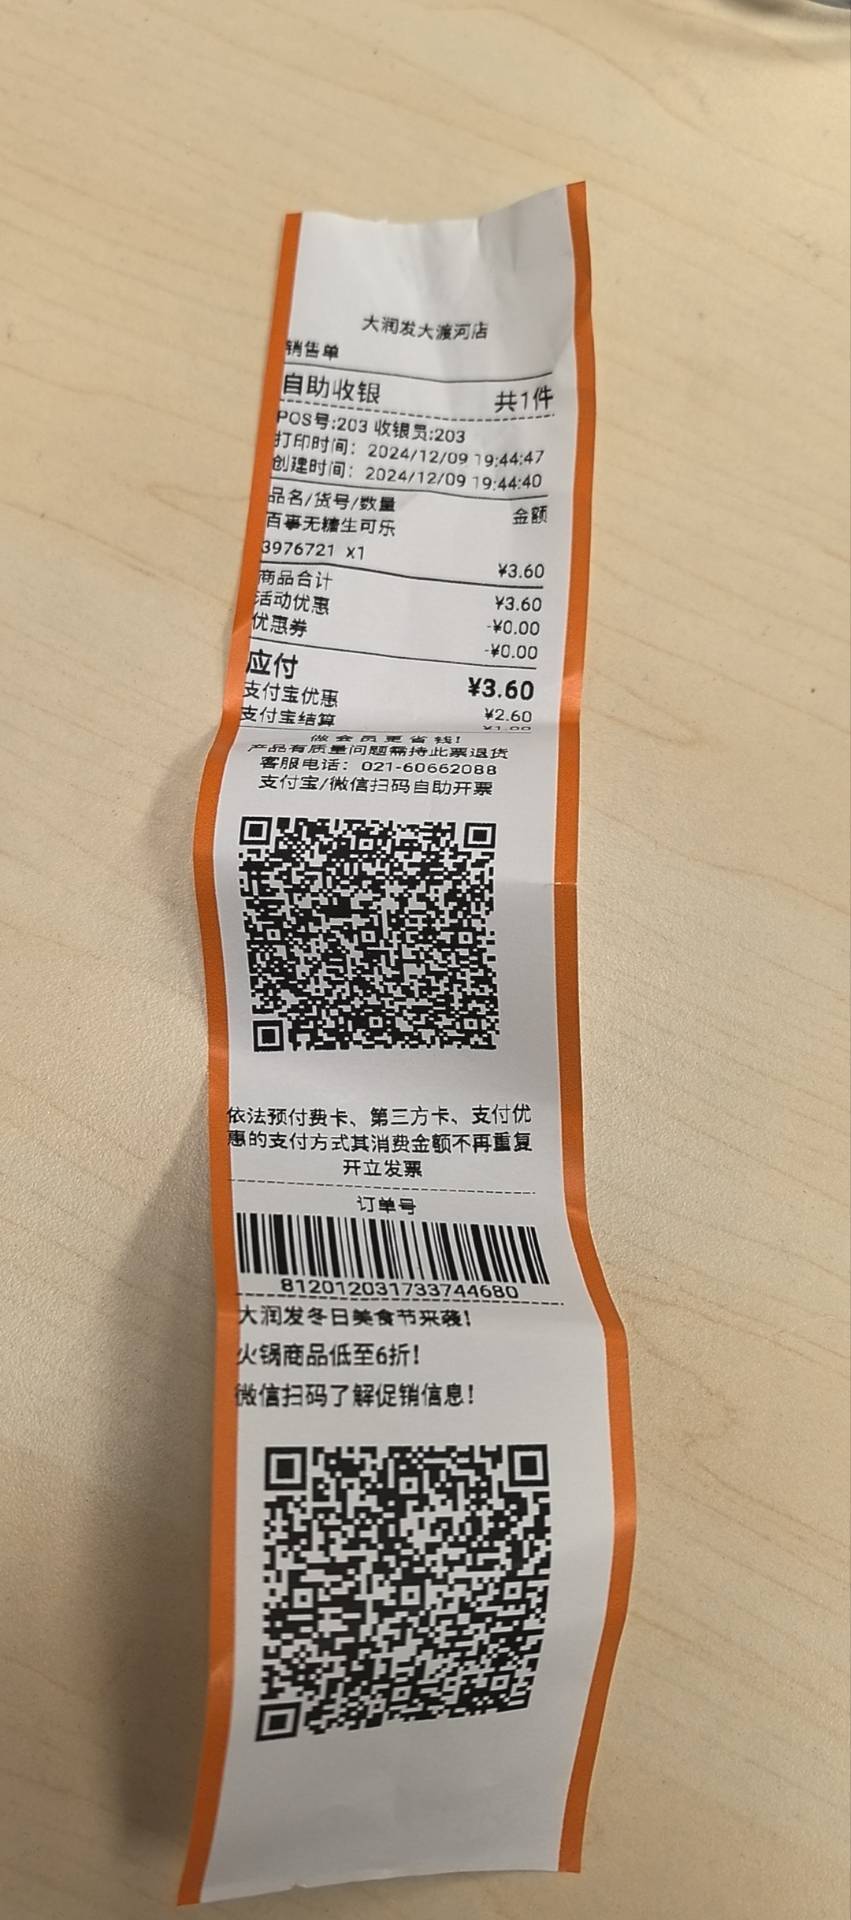 大润发大渡河店
销售单
自助收银 共1件
POS号:203 收银员:203
打印时间: 2024/12/09 19:44:47
创建时间: 2024/12/09 19:44:40
品名/货号/数量 金额
百事无糖生可乐
3976721 x1 ¥3.60
商品合计 ¥3.60
活动优惠 -¥0.00
优惠券 -¥0.00
应付 ¥3.60
支付宝优惠 ¥2.60
支付宝结算 ¥1.00
做会员更省钱!
产品有质量问题需持此票退货
客服电话: 021-60662088
支付宝/微信扫码自助开票
依法预付费卡、第三方卡、支付优
惠的支付方式其消费金额不再重复
开立发票
订单号
812012031733744680
大润发冬日美食节来袭!
火锅商品低至6折!
微信扫码了解促销信息!